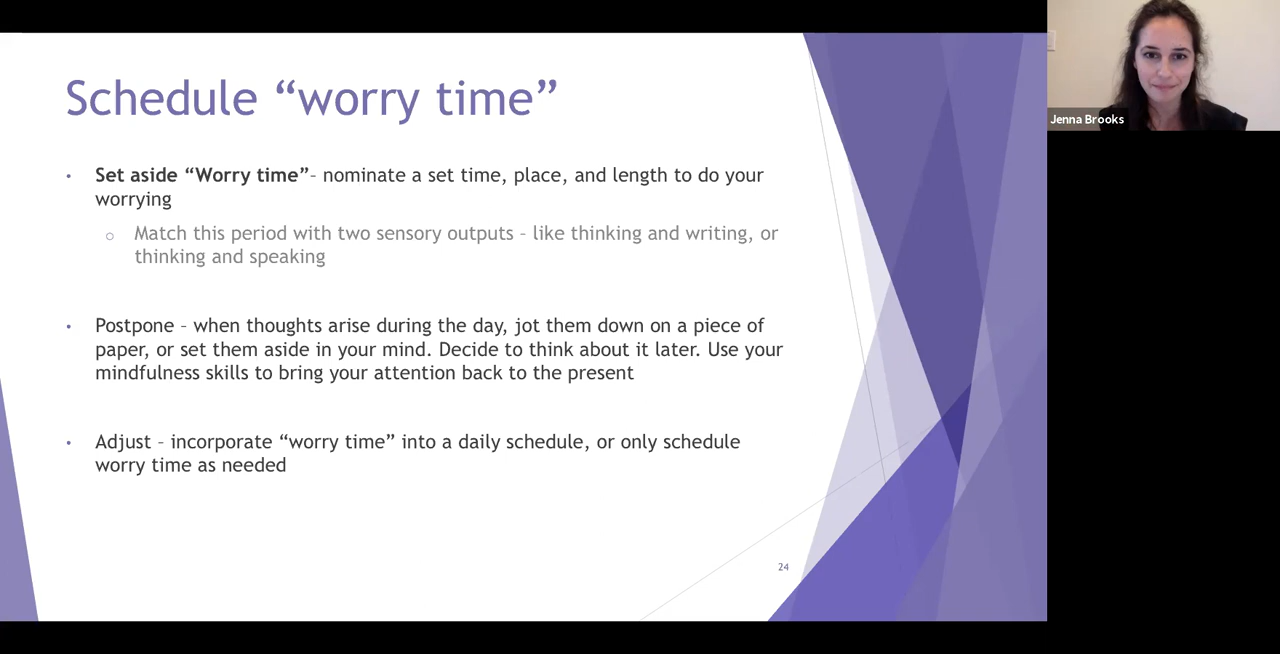 Schedule “worry time”
Set aside “Worry time”– nominate a set time, place, and length to do your
worrying
Match this period with two sensory outputs – like thinking and writing, or
thinking and speaking
Postpone – when thoughts arise during the day, jot them down on a piece of
paper, or set them aside in your mind. Decide to think about it later. Use your
mindfulness skills to bring your attention back to the present
Adjust – incorporate “worry time” into a daily schedule, or only schedule
worry time as needed
24
Jenna Brooks